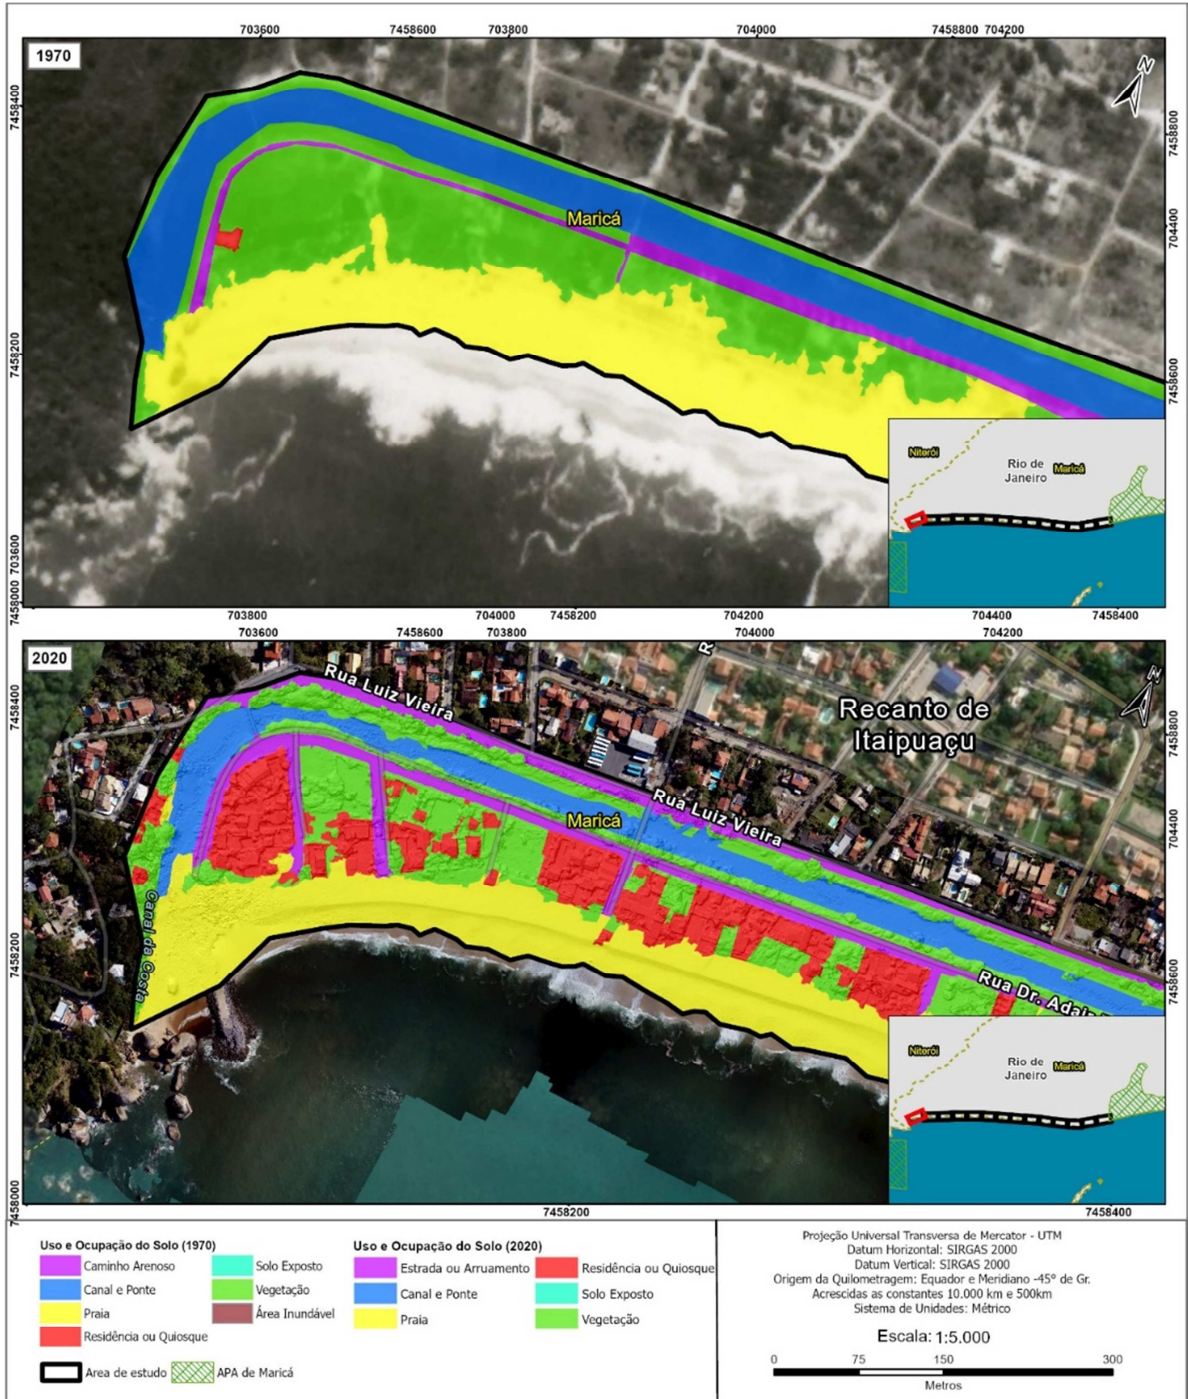 703600 7458600 703800 704000 7458800 704200
1970
N
7458400
7458800
Maricá
704400
7458200
7458600
Niterói
Rio de
Janeiro
Maricá
703600
7458000
703800 704000 7458200 704200 704400 7458400
703600 7458600 703800 704000 704200
2020
R
N
Rua Luiz Vieira
Recanto de
Itaipuaçu
7458400
7458800
Rua Luiz Vieira
Maricá
704400
Canal da Costa
7458200
7458600
Rua Dr. Adair
Niterói
Rio de
Janeiro
Maricá
7458000
7458200 7458400
Uso e Ocupação do Solo (1970)
Caminho Arenoso
Solo Exposto
Canal e Ponte
Vegetação
Praia
Área Inundável
Residência ou Quiosque
Area de estudo
APA de Maricá
Uso e Ocupação do Solo (2020)
Estrada ou Arruamento
Residência ou Quiosque
Canal e Ponte
Solo Exposto
Praia
Vegetação
Projeção Universal Transversa de Mercator - UTM
Datum Horizontal: SIRGAS 2000
Datum Vertical: SIRGAS 2000
Origem da Quilometragem: Equador e Meridiano -45° de Gr.
Acrescidas as constantes 10.000 km e 500km
Sistema de Unidades: Métrico
Escala: 1:5.000
0 75 150 300
Metros